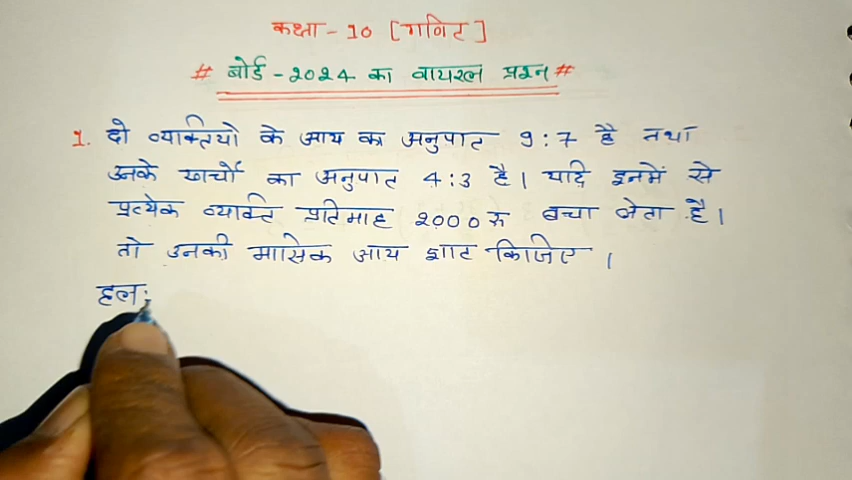 कक्षा - 10 [गणित]
# बोर्ड - 2024 का वायरल प्रश्न #
1. दो व्यक्तियो के आय का अनुपात 9:7 है तथा
उनके खर्चो का अनुपात 4:3 है। यदि इनमें से
प्रत्येक व्यक्ति प्रतिमाह 2000 रु बचा लेता है।
तो उनकी मासिक आय ज्ञात किजिए ।
हल: